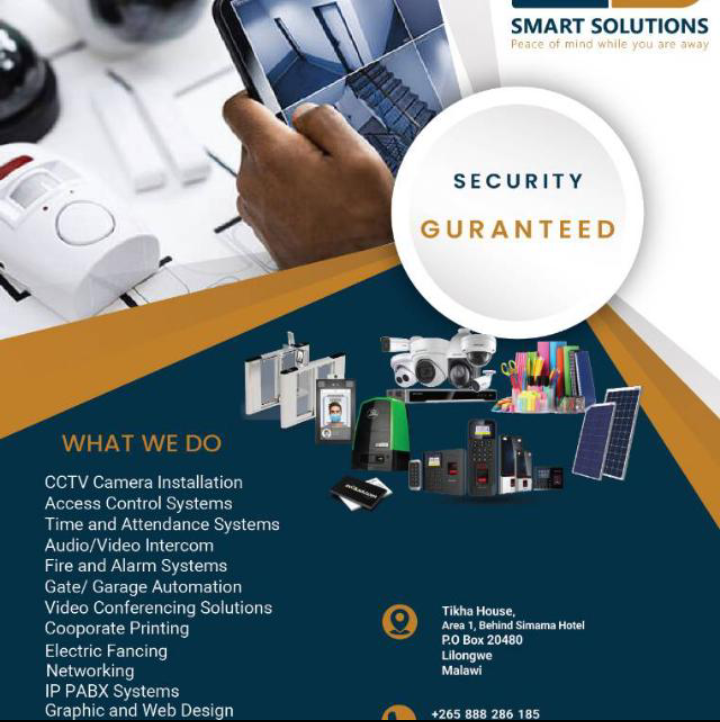 SMART SOLUTIONS
Peace of mind while you are away
SECURITY
GURANTEED
WHAT WE DO
CCTV Camera Installation
Access Control Systems
Time and Attendance Systems
Audio/Video Intercom
Fire and Alarm Systems
Gate/ Garage Automation
Video Conferencing Solutions
Cooporate Printing
Electric Fancing
Networking
IP PABX Systems
Graphic and Web Design
Tikha House,
Area 1, Behind Simama Hotel
P.O Box 20480
Lilongwe
Malawi
+265 888 286 185